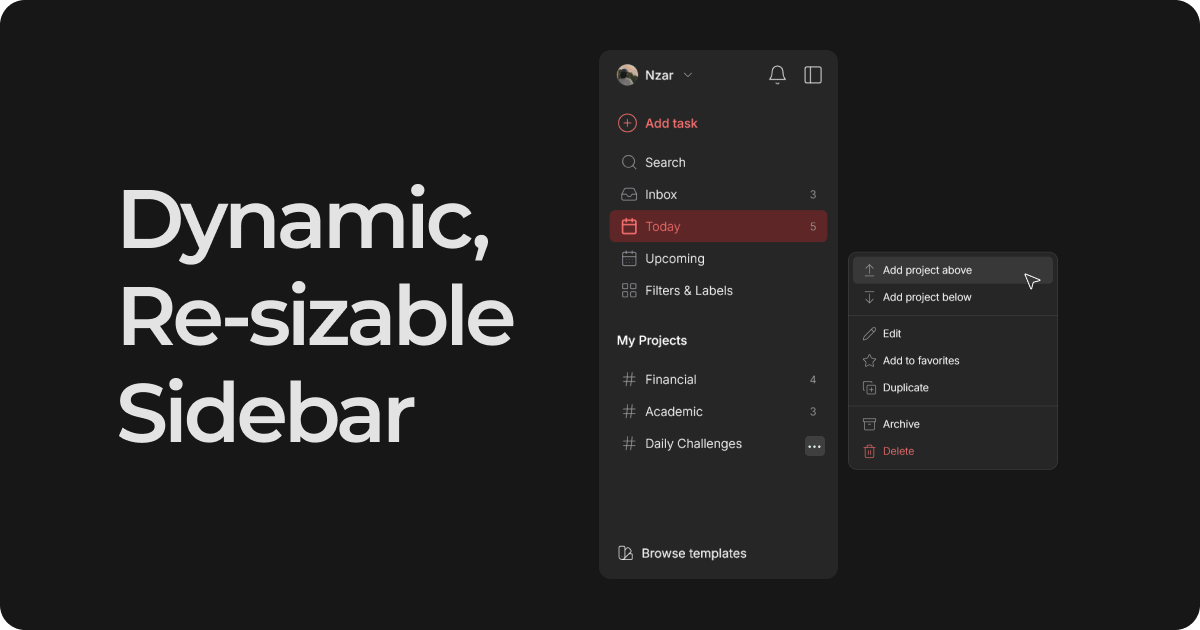 Dynamic,
Re-sizable
Sidebar
Nzar
Add task
Search
Inbox 3
Today 5
Upcoming
Filters & Labels
My Projects
# Financial 4
# Academic 3
# Daily Challenges
Browse templates
Add project above
Add project below
Edit
Add to favorites
Duplicate
Archive
Delete